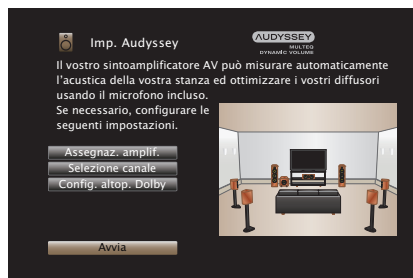 Imp. Audyssey
AUDYSSEY
MULTEQ
DYNAMIC VOLUME
Il vostro sintoamplificatore AV può misurare automaticamente
l'acustica della vostra stanza ed ottimizzare i vostri diffusori
usando il microfono incluso.
Se necessario, configurare le
seguenti impostazioni.
Assegnaz. amplif.
Selezione canale
Config. altop. Dolby
Avvia